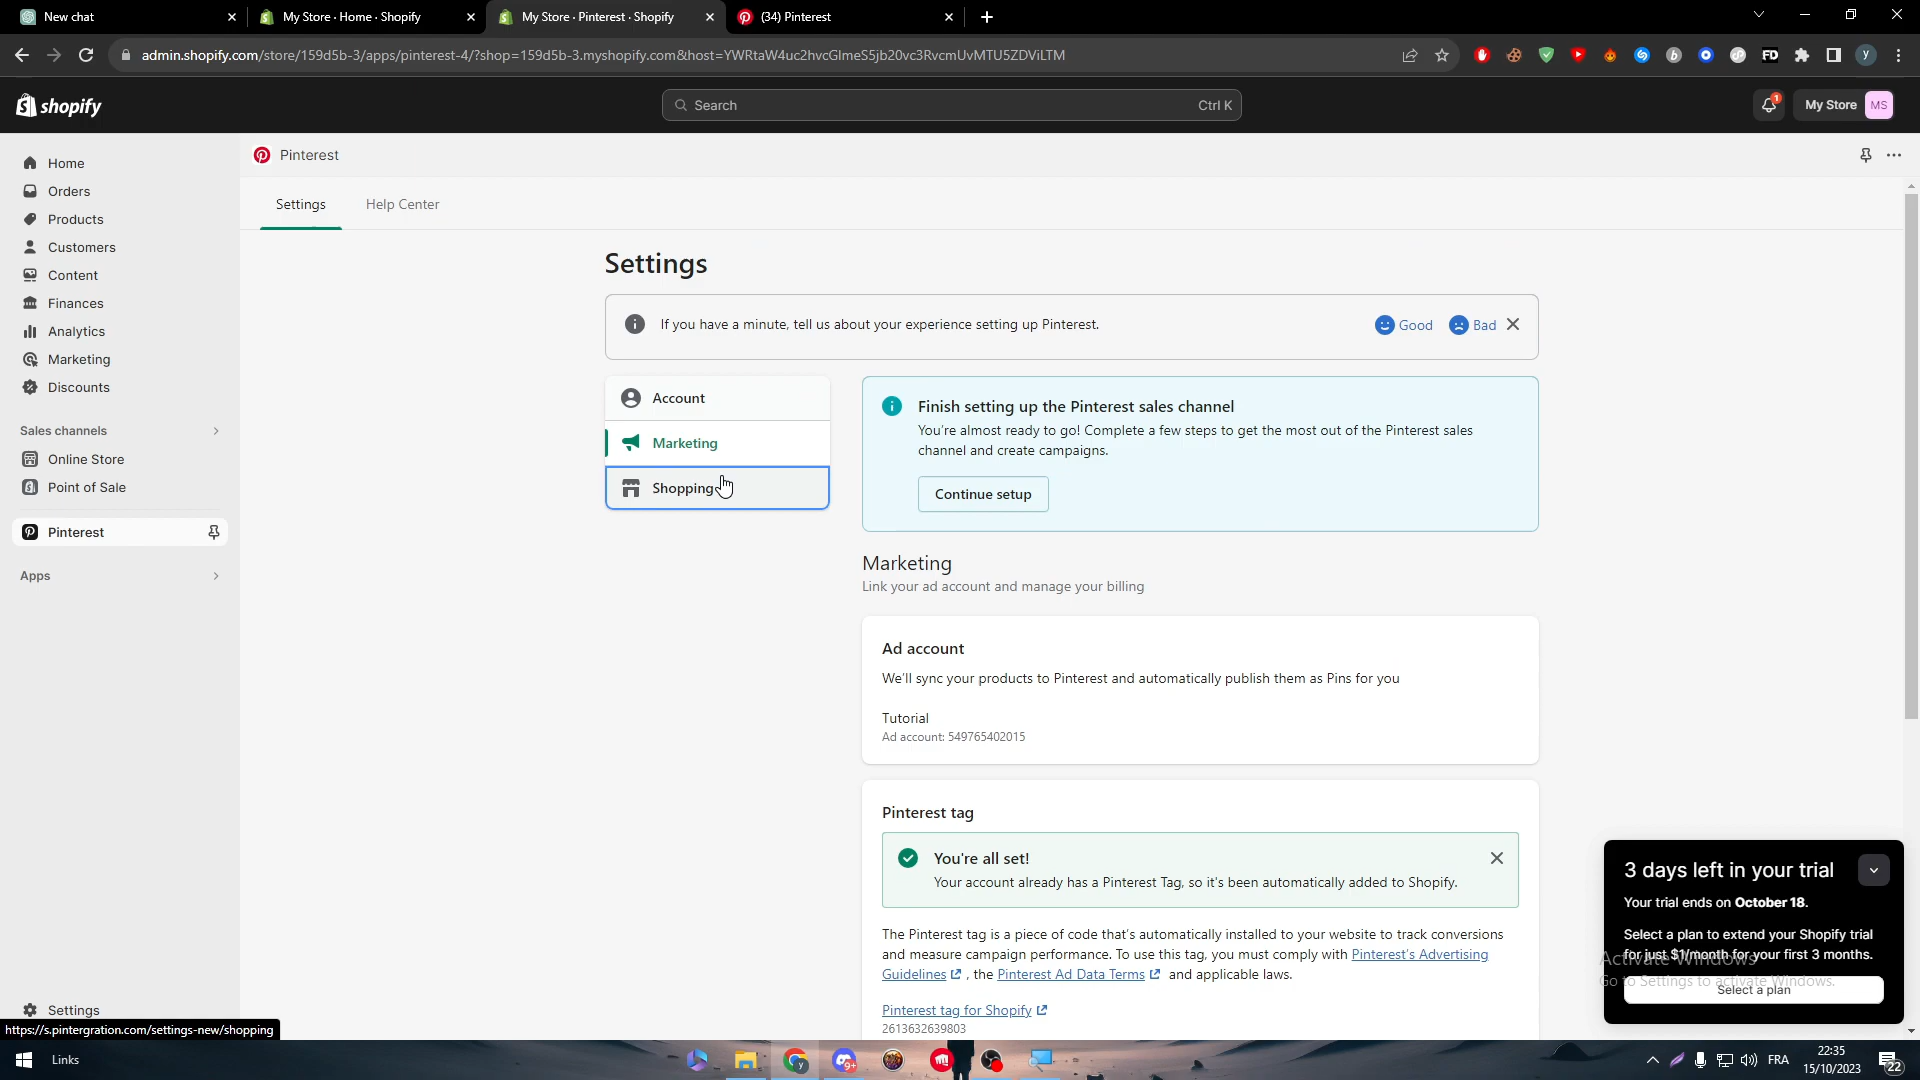 New chat
My Store · Home · Shopify
My Store · Pinterest · Shopify
(34) Pinterest
admin.shopify.com/store/159d5b-3/apps/pinterest-4/?shop=159d5b-3.myshopify.com&host=YWRtaW4uc2hvcGlmeS5jb20vc3RvcmUvMTU5ZDViLTM
FD
y
shopify
Search
Ctrl K
1
My Store
MS
Home
Orders
Products
Customers
Content
Finances
Analytics
Marketing
Discounts
Sales channels
Online Store
Point of Sale
Pinterest
Apps
Settings
https://s.pintergration.com/settings-new/shopping
Pinterest
Settings
Help Center
Settings
If you have a minute, tell us about your experience setting up Pinterest.
Good
Bad
Account
Marketing
Shopping
Finish setting up the Pinterest sales channel
You're almost ready to go! Complete a few steps to get the most out of the Pinterest sales
channel and create campaigns.
Continue setup
Marketing
Link your ad account and manage your billing
Ad account
We'll sync your products to Pinterest and automatically publish them as Pins for you
Tutorial
Ad account: 549765402015
Pinterest tag
You're all set!
Your account already has a Pinterest Tag, so it's been automatically added to Shopify.
The Pinterest tag is a piece of code that's automatically installed to your website to track conversions
and measure campaign performance. To use this tag, you must comply with Pinterest's Advertising
Guidelines , the Pinterest Ad Data Terms and applicable laws.
Pinterest tag for Shopify
2613632639803
3 days left in your trial
Your trial ends on October 18.
Select a plan to extend your Shopify trial
for just $1/month for your first 3 months.
Select a plan
Activate Windows
Go to Settings to activate Windows.
Links
9+
FRA
22:35
15/10/2023
22